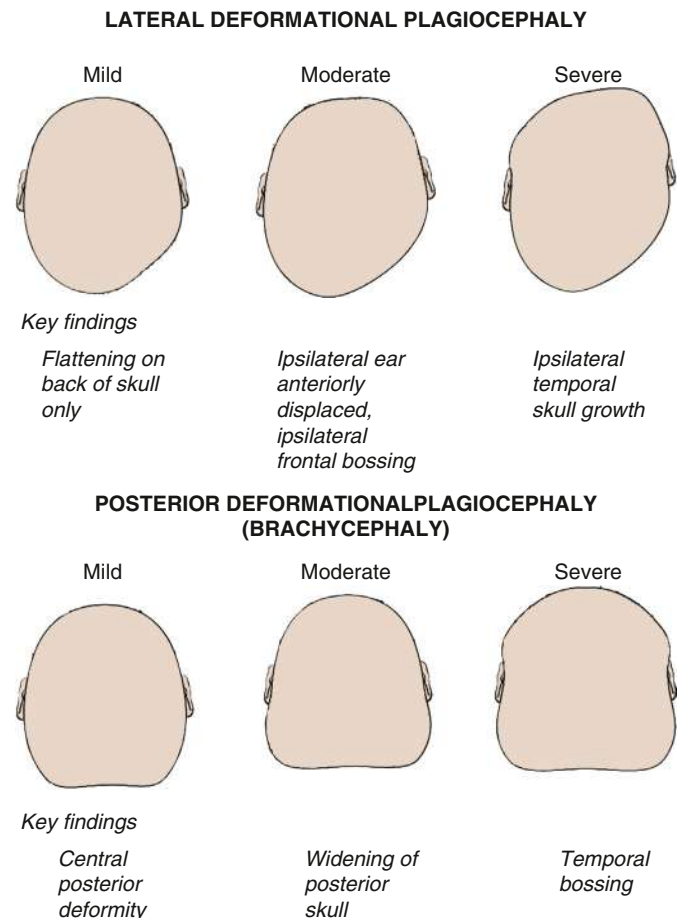 LATERAL DEFORMATIONAL PLAGIOCEPHALY
Mild
Moderate
Severe
Key findings
Flattening on
back of skull
only
Ipsilateral ear
anteriorly
displaced,
ipsilateral
frontal bossing
Ipsilateral
temporal
skull growth
POSTERIOR DEFORMATIONALPLAGIOCEPHALY
(BRACHYCEPHALY)
Mild
Moderate
Severe
Key findings
Central
posterior
deformity
Widening of
posterior
skull
Temporal
bossing